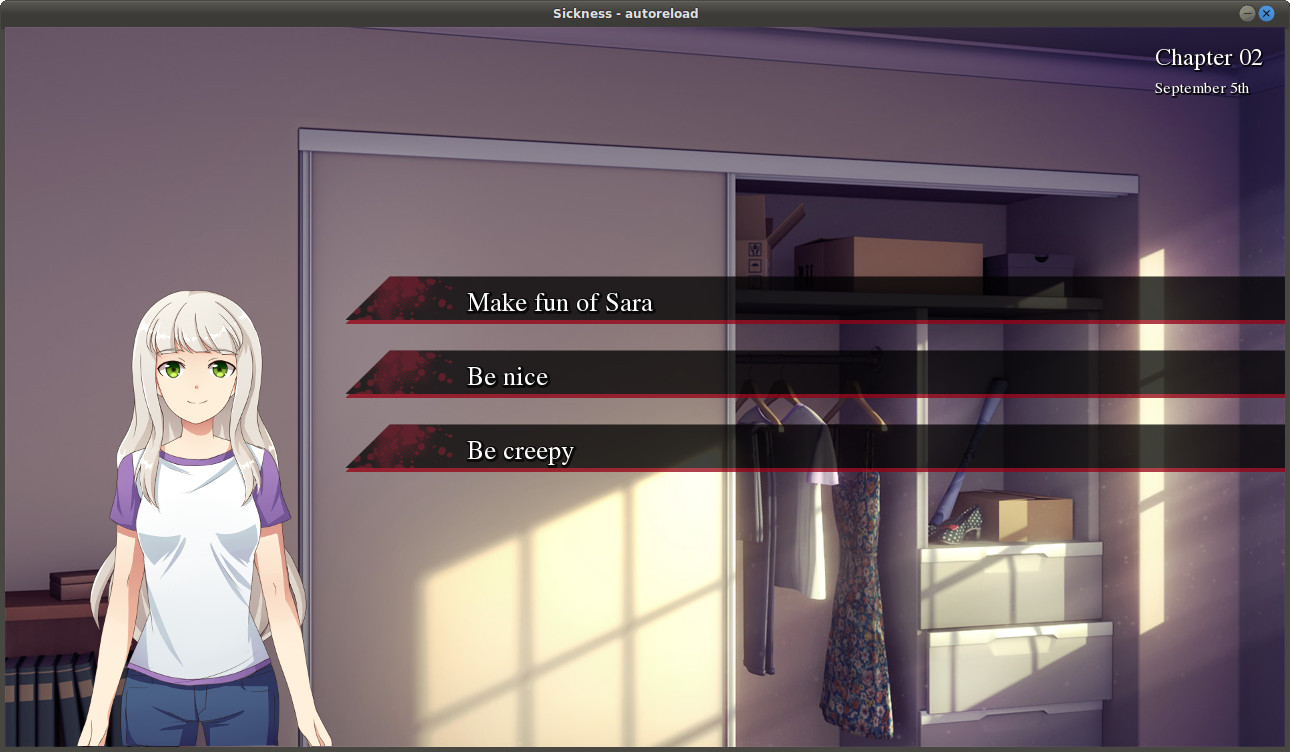 Sickness - autoreload
Chapter 02
September 5th
Make fun of Sara
Be nice
Be creepy